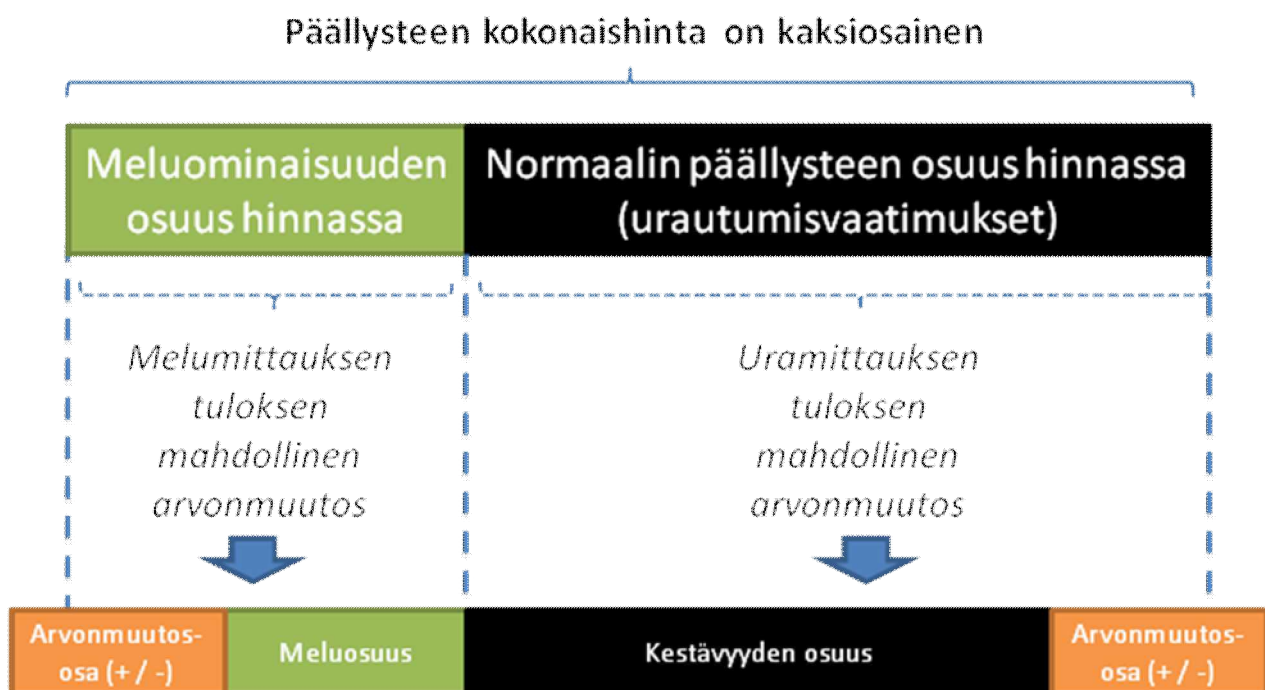 Päällysteen kokonaishinta on kaksiosainen
Meluominaisuuden
osuus hinnassa
Normaalin päällysteen osuus hinnassa
(urautumisvaatimukset)
Melumittauksen
tuloksen
mahdollinen
arvonmuutos
Uramittauksen
tuloksen
mahdollinen
arvonmuutos
Arvonmuutos-
osa (+ / -)
Meluosuus
Kestävyyden osuus
Arvonmuutos-
osa (+ / -)